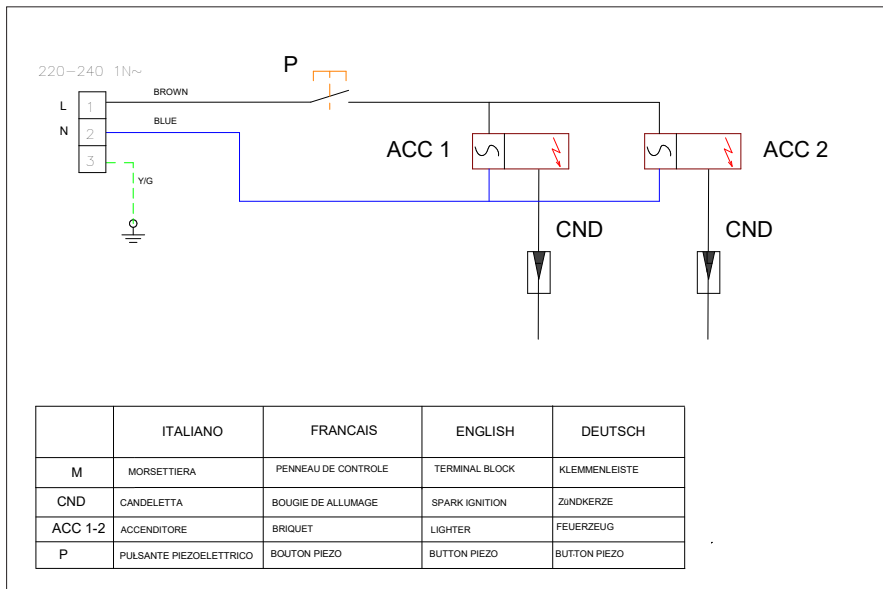 220-240 1N~
P
L 1 BROWN
N 2 BLUE
3
Y/G
ACC 1
ACC 2
CND
CND
ITALIANO FRANCAIS ENGLISH DEUTSCH
M MORSETTIERA PENNEAU DE CONTROLE TERMINAL BLOCK KLEMMENLEISTE
CND CANDELETTA BOUGIE DE ALLUMAGE SPARK IGNITION ZüNDKERZE
ACC 1-2 ACCENDITORE BRIQUET LIGHTER FEUERZEUG
P PULSANTE PIEZOELETTRICO BOUTON PIEZO BUTTON PIEZO BUTTON PIEZO